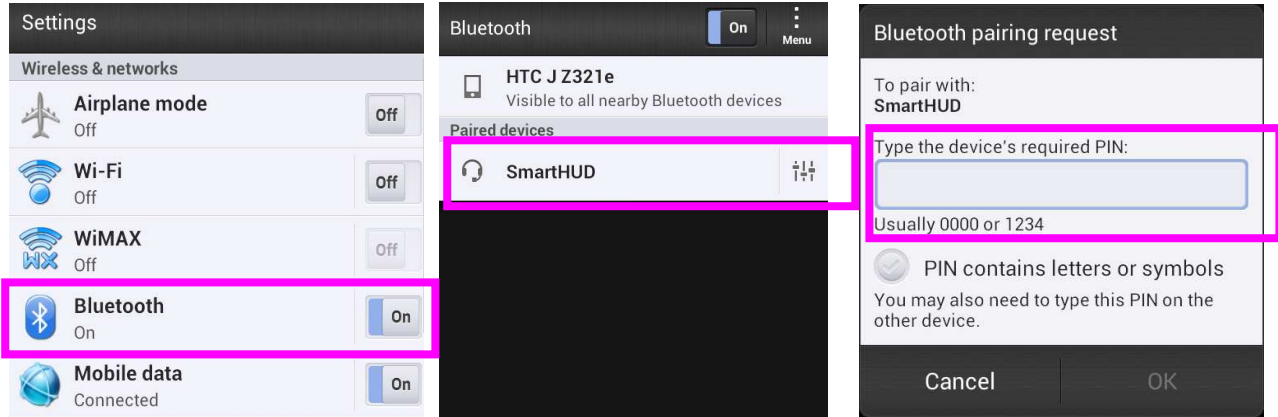 Settings
Wireless & networks
Airplane mode
Off
Off
Wi-Fi
Off
Off
WiMAX
Off
Off
Bluetooth
On
On
Mobile data
Connected
On
Bluetooth
On
Menu
HTC J Z321e
Visible to all nearby Bluetooth devices
Paired devices
SmartHUD
Bluetooth pairing request
To pair with:
SmartHUD
Type the device's required PIN:
Usually 0000 or 1234
PIN contains letters or symbols
You may also need to type this PIN on the
other device.
Cancel
OK